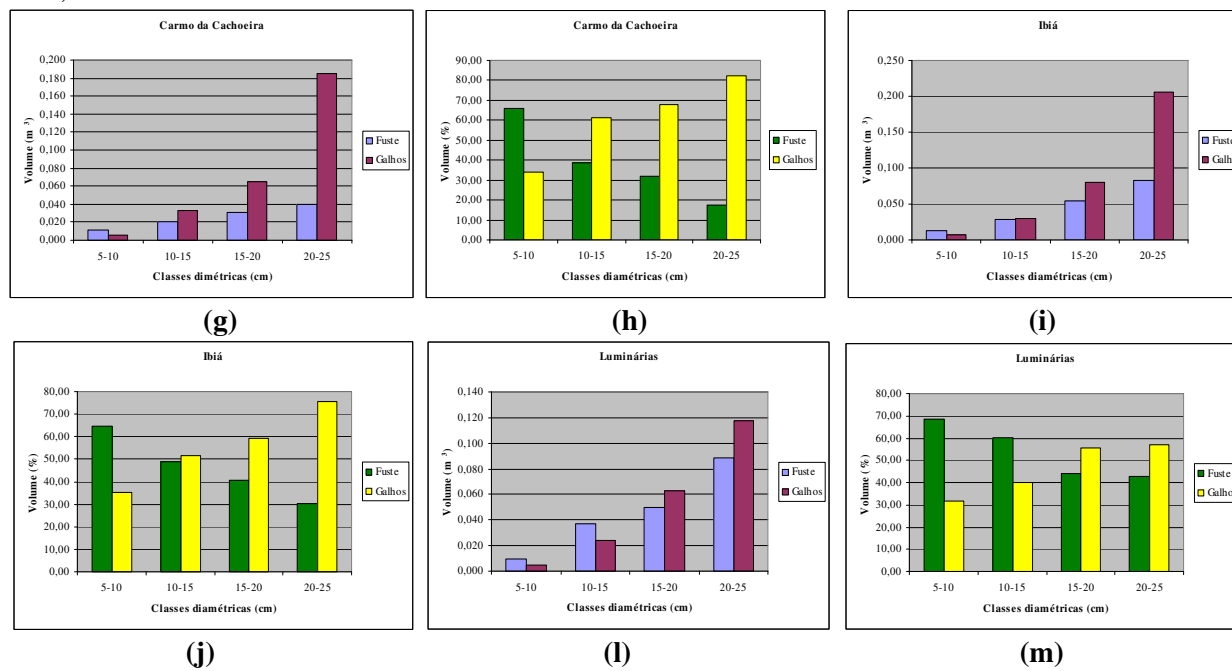 Carmo da Cachoeira
0,200
0,180
0,160
0,140
0,120
0,100
0,080
0,060
0,040
0,020
0,000
Volume (m ³)
5-10 10-15 15-20 20-25
Classes diamétricas (cm)
Fuste
Galhos
(g)
Carmo da Cachoeira
90,00
80,00
70,00
60,00
50,00
40,00
30,00
20,00
10,00
0,00
Volume (%)
5-10 10-15 15-20 20-25
Classes diamétricas (cm)
Fuste
Galhos
(h)
Ibiá
0,250
0,200
0,150
0,100
0,050
0,000
Volume (m ³)
5-10 10-15 15-20 20-25
Classes diamétricas (cm)
Fuste
Galhos
(i)
Ibiá
80,00
70,00
60,00
50,00
40,00
30,00
20,00
10,00
0,00
Volume (%)
5-10 10-15 15-20 20-25
Classes diamétricas (cm)
Fuste
Galhos
(j)
Luminárias
0,140
0,120
0,100
0,080
0,060
0,040
0,020
0,000
Volume (m ³)
5-10 10-15 15-20 20-25
Classes diamétricas (cm)
Fuste
Galhos
(l)
Luminárias
80,00
70,00
60,00
50,00
40,00
30,00
20,00
10,00
0,00
Volume (%)
5-10 10-15 15-20 20-25
Classes diamétricas (cm)
Fuste
Galhos
(m)